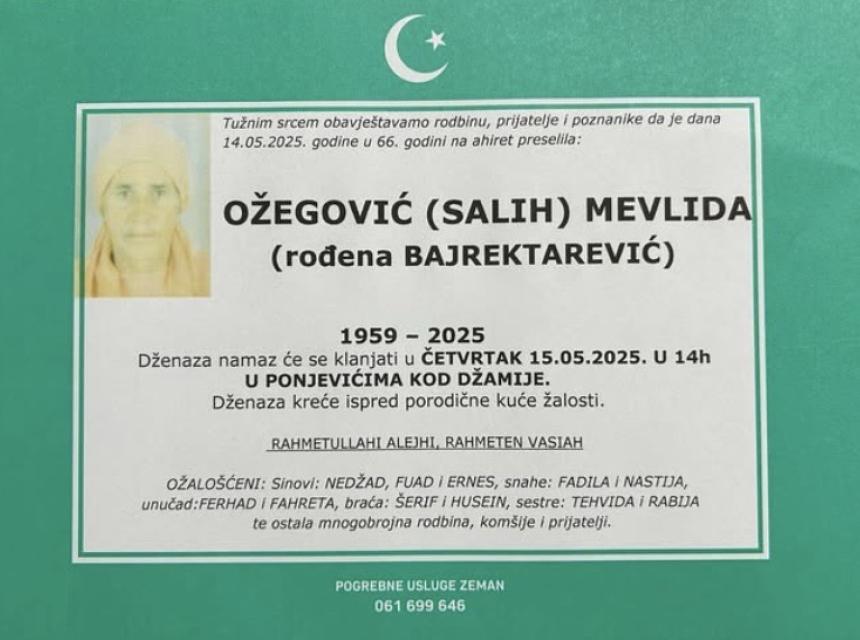 Tužnim srcem obavještavamo rodbinu, prijatelje i poznanike da je dana
14.05.2025. godine u 66. godini na ahiret preselila:
OŽEGOVIĆ (SALIH) MEVLIDA
(rođena BAJREKTAREVIĆ)
1959 – 2025
Dženaza namaz će se klanjati u ČETVRTAK 15.05.2025. U 14h
U PONJEVIĆIMA KOD DŽAMIJE.
Dženaza kreće ispred porodične kuće žalosti.
RAHMETULLAHI ALEJHI, RAHMETEN VASIAH
OŽALOŠĆENI: Sinovi: NEDŽAD, FUAD i ERNES, snahe: FADILA i NASTIJA,
unučad:FERHAD i FAHRETA, braća: ŠERIF i HUSEIN, sestre: TEHVIDA i RABIJA
te ostala mnogobrojna rodbina, komšije i prijatelji.
POGREBNE USLUGE ZEMAN
061 699 646